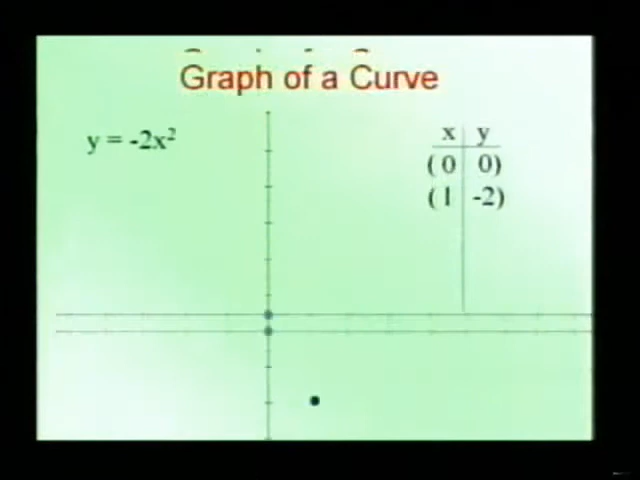 Graph of a Curve
y = -2x²
x y
(0 0)
(1 -2)